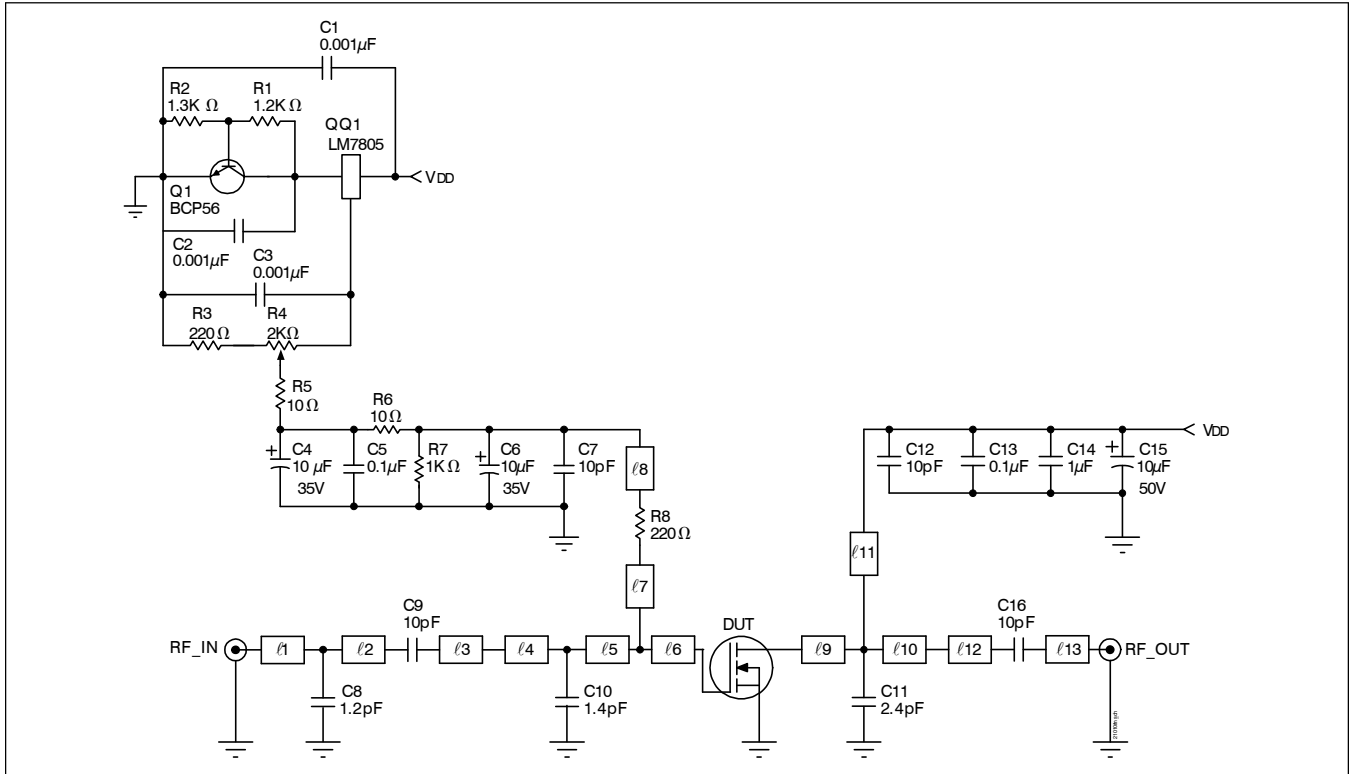 C1
0.001µF
R2
1.3K Ω
R1
1.2K Ω
QQ1
LM7805
VDD
Q1
BCP56
C2
0.001µF
C3
0.001µF
R3
220 Ω
R4
2KΩ
R5
10 Ω
R6
10 Ω
C4
10 µF
35V
C5
0.1µF
R7
1K Ω
C6
10µF
35V
C7
10pF
ℓ8
R8
220 Ω
ℓ7
VDD
C12
10pF
C13
0.1µF
C14
1µF
C15
10µF
50V
ℓ11
RF_IN
ℓ1
ℓ2
C9
10pF
ℓ3
ℓ4
ℓ5
ℓ6
DUT
ℓ9
ℓ10
ℓ12
C16
10pF
ℓ13
RF_OUT
C8
1.2pF
C10
1.4pF
C11
2.4pF